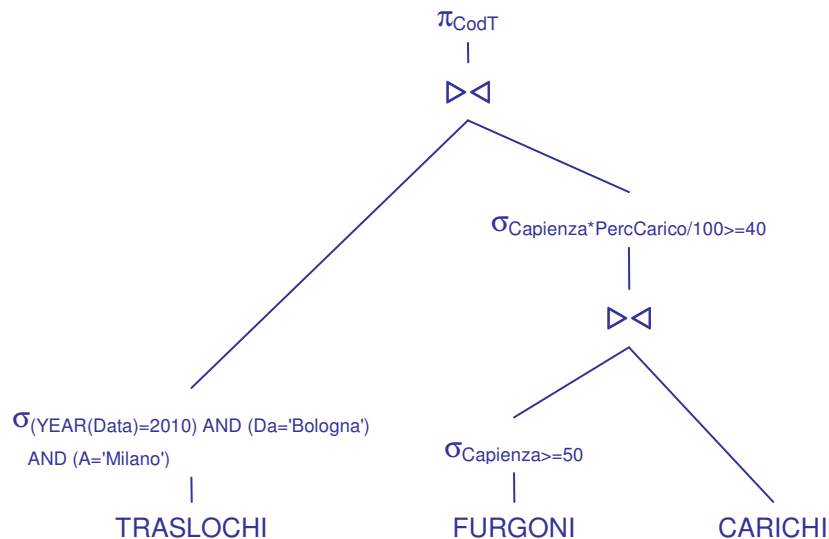 πCodT
⋈
σCapienza*PercCarico/100>=40
⋈
σ(YEAR(Data)=2010) AND (Da='Bologna')
AND (A='Milano')
σCapienza>=50
TRASLOCHI FURGONI CARICHI